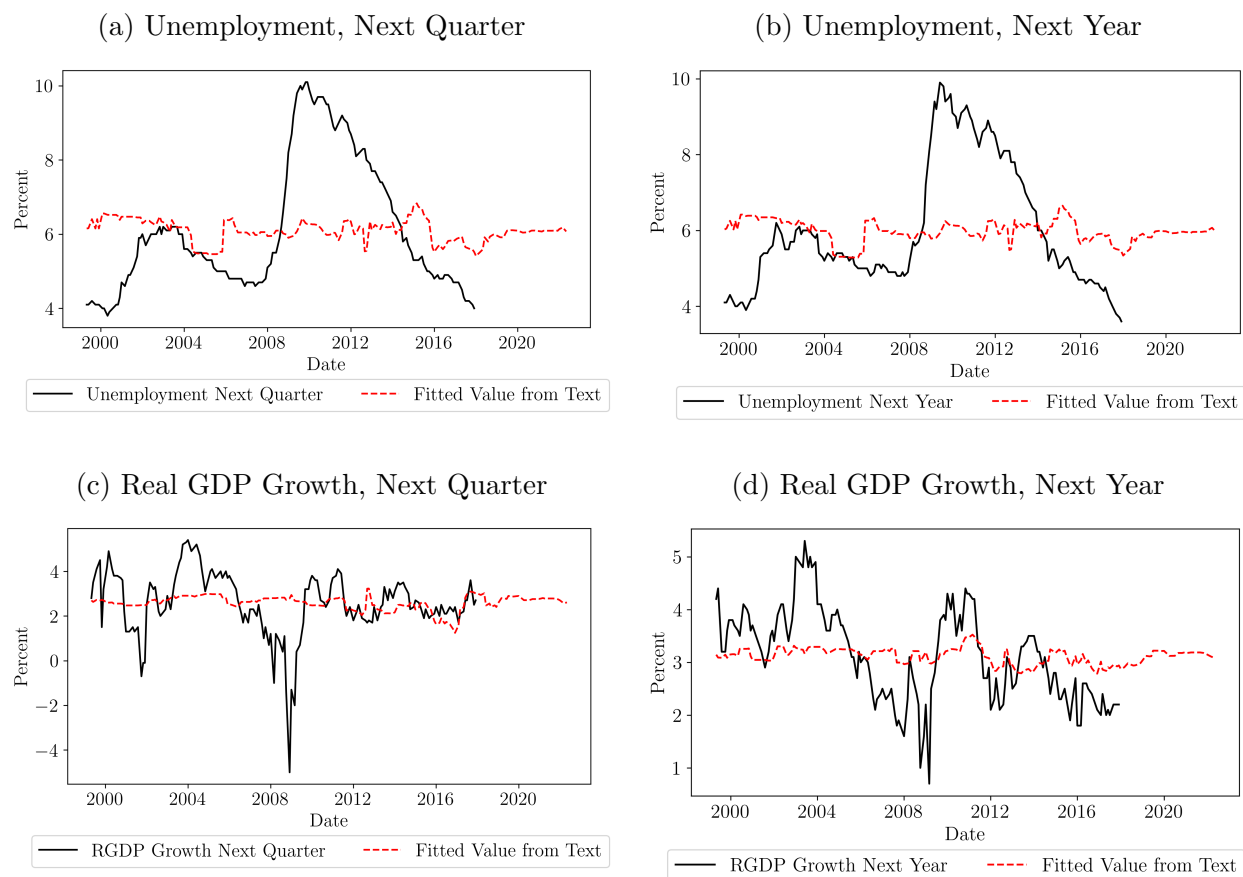 (a) Unemployment, Next Quarter
10
8
6
4
Percent
2000 2004 2008 2012 2016 2020
Date
Unemployment Next Quarter Fitted Value from Text
(b) Unemployment, Next Year
10
8
6
4
Percent
2000 2004 2008 2012 2016 2020
Date
Unemployment Next Year Fitted Value from Text
(c) Real GDP Growth, Next Quarter
4
2
0
−2
−4
Percent
2000 2004 2008 2012 2016 2020
Date
RGDP Growth Next Quarter Fitted Value from Text
(d) Real GDP Growth, Next Year
5
4
3
2
1
Percent
2000 2004 2008 2012 2016 2020
Date
RGDP Growth Next Year Fitted Value from Text